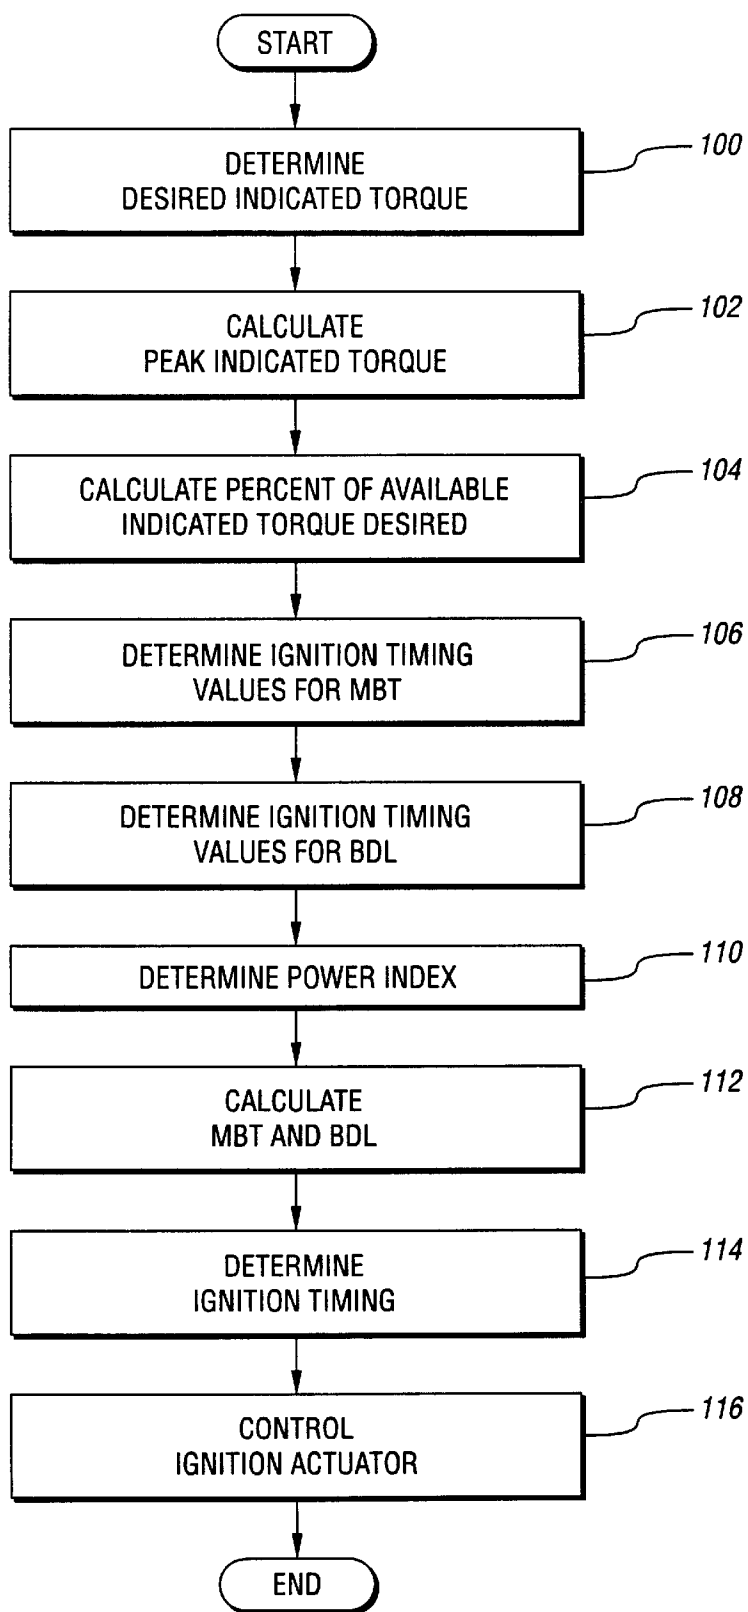 START
DETERMINE
DESIRED INDICATED TORQUE
100
CALCULATE
PEAK INDICATED TORQUE
102
CALCULATE PERCENT OF AVAILABLE
INDICATED TORQUE DESIRED
104
DETERMINE IGNITION TIMING
VALUES FOR MBT
106
DETERMINE IGNITION TIMING
VALUES FOR BDL
108
DETERMINE POWER INDEX
110
CALCULATE
MBT AND BDL
112
DETERMINE
IGNITION TIMING
114
CONTROL
IGNITION ACTUATOR
116
END